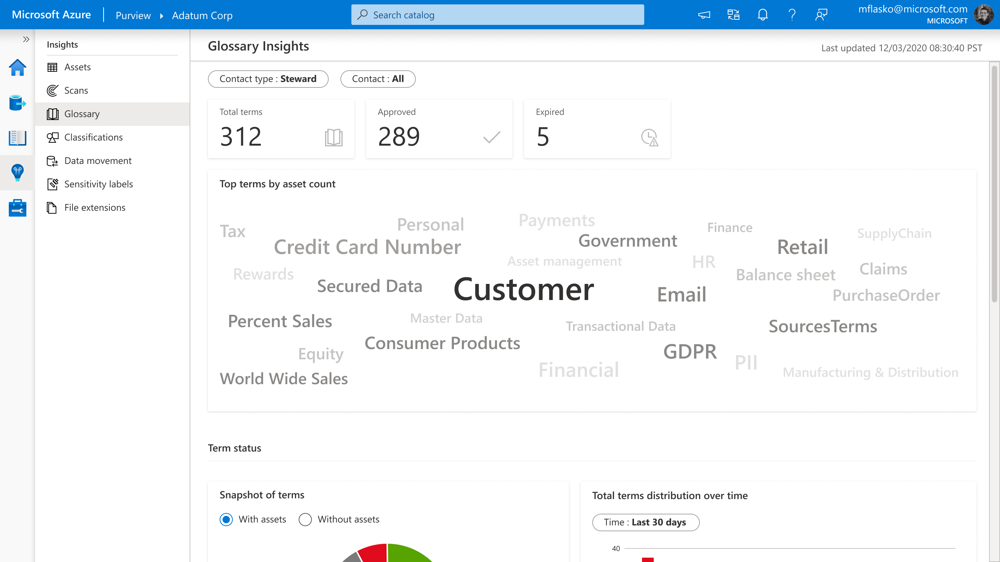 Microsoft Azure
Purview
Adatum Corp
Search catalog
mflasko@microsoft.com
MICROSOFT
Insights
Assets
Scans
Glossary
Classifications
Data movement
Sensitivity labels
File extensions
Glossary Insights
Last updated 12/03/2020 08:30:40 PST
Contact type : Steward
Contact : All
Total terms
312
Approved
289
Expired
5
Top terms by asset count
Tax
Personal
Payments
Finance
SupplyChain
Credit Card Number
Government
Retail
Rewards
Asset management
HR
Balance sheet
Claims
Secured Data
Customer
Email
PurchaseOrder
Percent Sales
Master Data
Transactional Data
SourcesTerms
Equity
Consumer Products
GDPR
PII
World Wide Sales
Financial
Manufacturing & Distribution
Term status
Snapshot of terms
With assets
Without assets
Total terms distribution over time
Time : Last 30 days
40